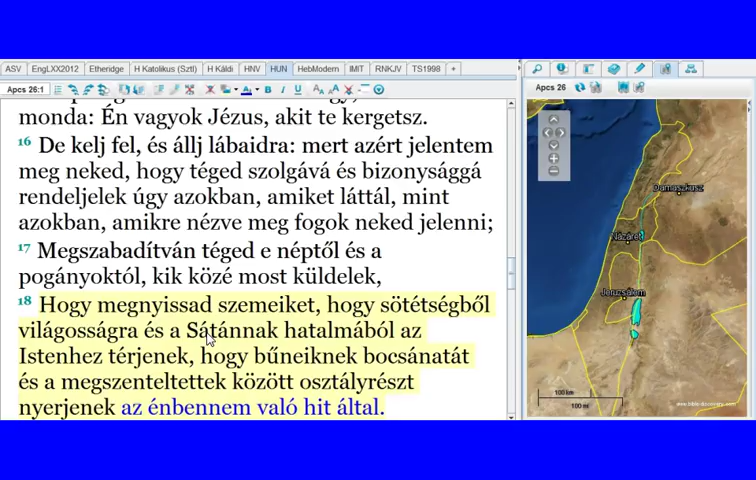 ASV EngLXX2012 Etheridge H Katolikus (Sztl) H Káldi HNV HUN HebModern IMIT RNKJV TS1998 +
Apcs 26:1
Apcs 26
monda: Én vagyok Jézus, akit te kergetsz.
16 De kelj fel, és állj lábaidra: mert azért jelentem
meg neked, hogy téged szolgává és bizonysággá
rendeljelek úgy azokban, amiket láttál, mint
azokban, amikre nézve meg fogok neked jelenni;
17 Megszabadítván téged e néptől és a
pogányoktól, kik közé most küldelek,
18 Hogy megnyissad szemeiket, hogy sötétségből
világosságra és a Sátánnak hatalmából az
Istenhez térjenek, hogy bűneiknek bocsánatát
és a megszenteltettek között osztályrészt
nyerjenek az énbennem való hit által.
Damaszkusz
Názáret
Jeruzsálem
100 km
100 mi
www.bible-discovery.com